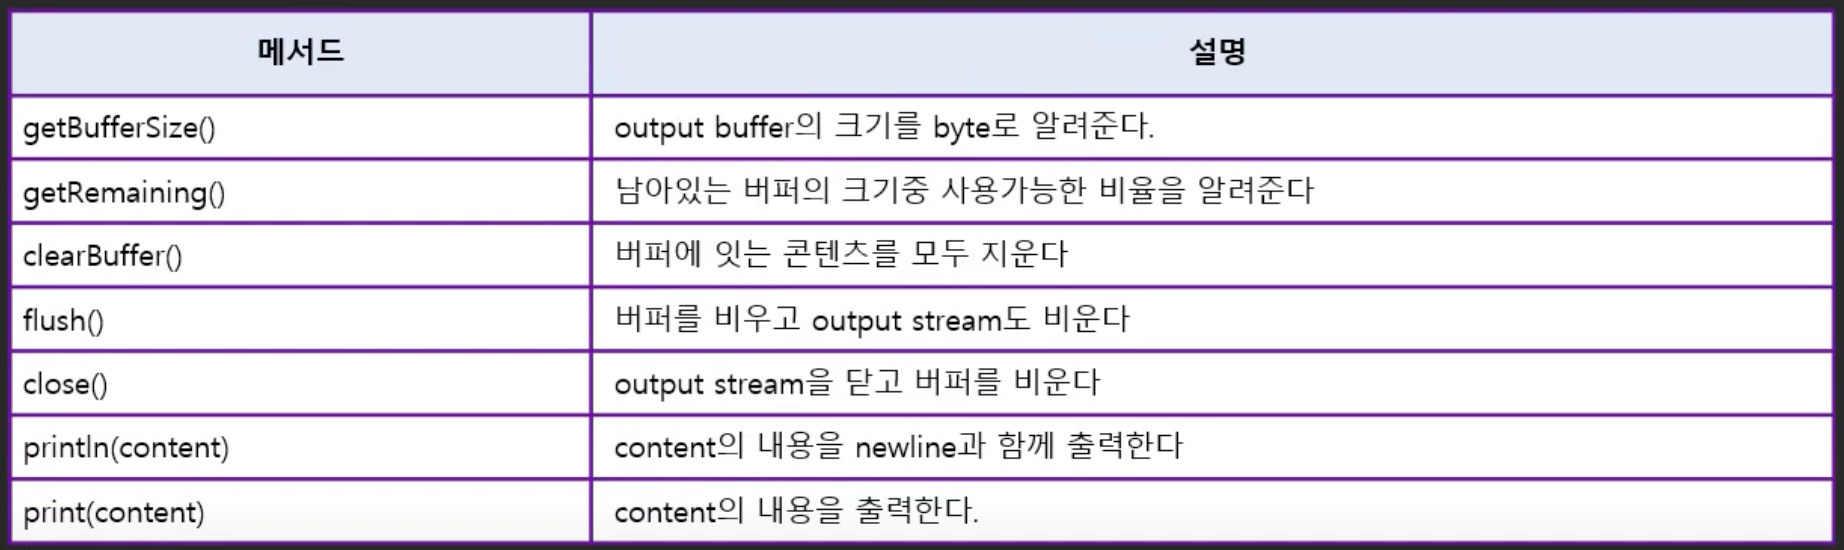 메서드 설명
getBufferSize() output buffer의 크기를 byte로 알려준다.
getRemaining() 남아있는 버퍼의 크기중 사용가능한 비율을 알려준다
clearBuffer() 버퍼에 잇는 콘텐츠를 모두 지운다
flush() 버퍼를 비우고 output stream도 비운다
close() output stream을 닫고 버퍼를 비운다
println(content) content의 내용을 newline과 함께 출력한다
print(content) content의 내용을 출력한다.